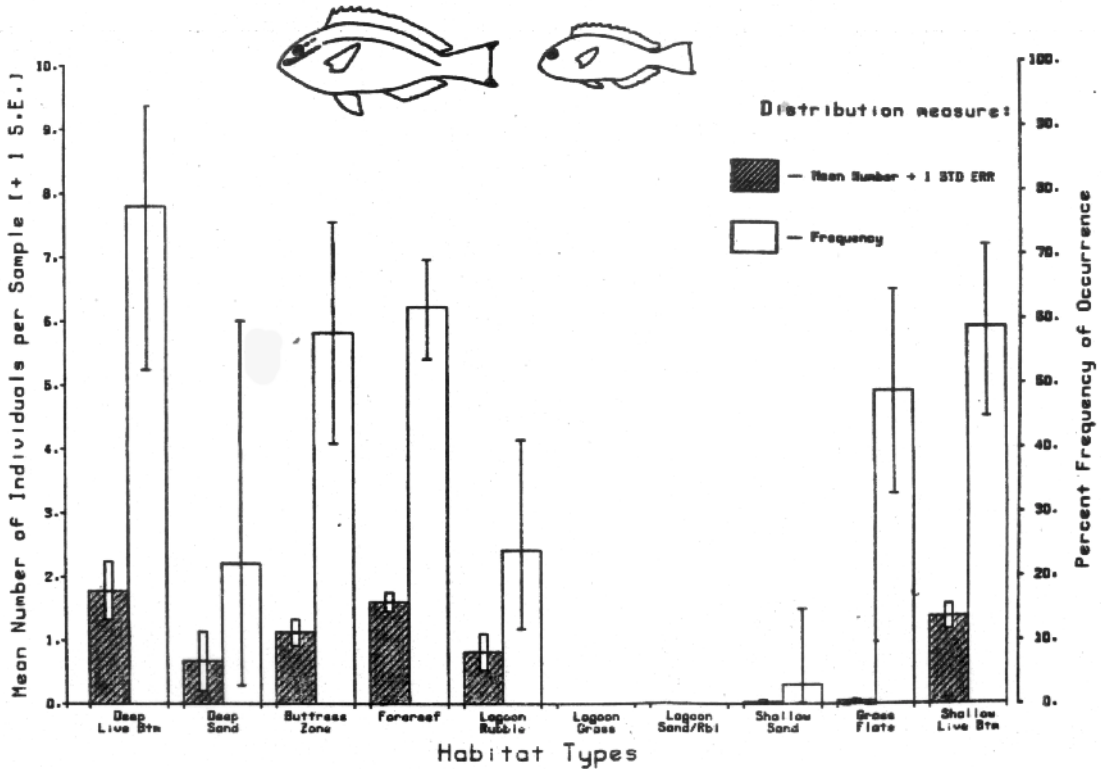 Distribution measure:
— Mean Number + 1 STD ERR
— Frequency
Mean Number of Individuals per Sample [+ 1 S.E.]
10.
9.
8.
7.
6.
5.
4.
3.
2.
1.
0.
Percent Frequency of Occurrence
100.
90.
80.
70.
60.
50.
40.
30.
20.
10.
0.
Deep Live Btm
Deep Sand
Buttress Zone
Forereef
Lagoon Rubble
Lagoon Grass
Lagoon Sand/Rbl
Shallow Sand
Grass Flats
Shallow Live Btm
Habitat Types